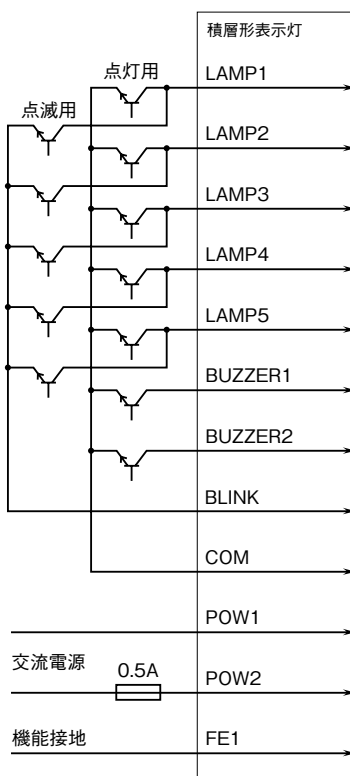 積層形表示灯
点灯用
LAMP1
点滅用
LAMP2
LAMP3
LAMP4
LAMP5
BUZZER1
BUZZER2
BLINK
COM
POW1
交流電源
0.5A
POW2
機能接地
FE1